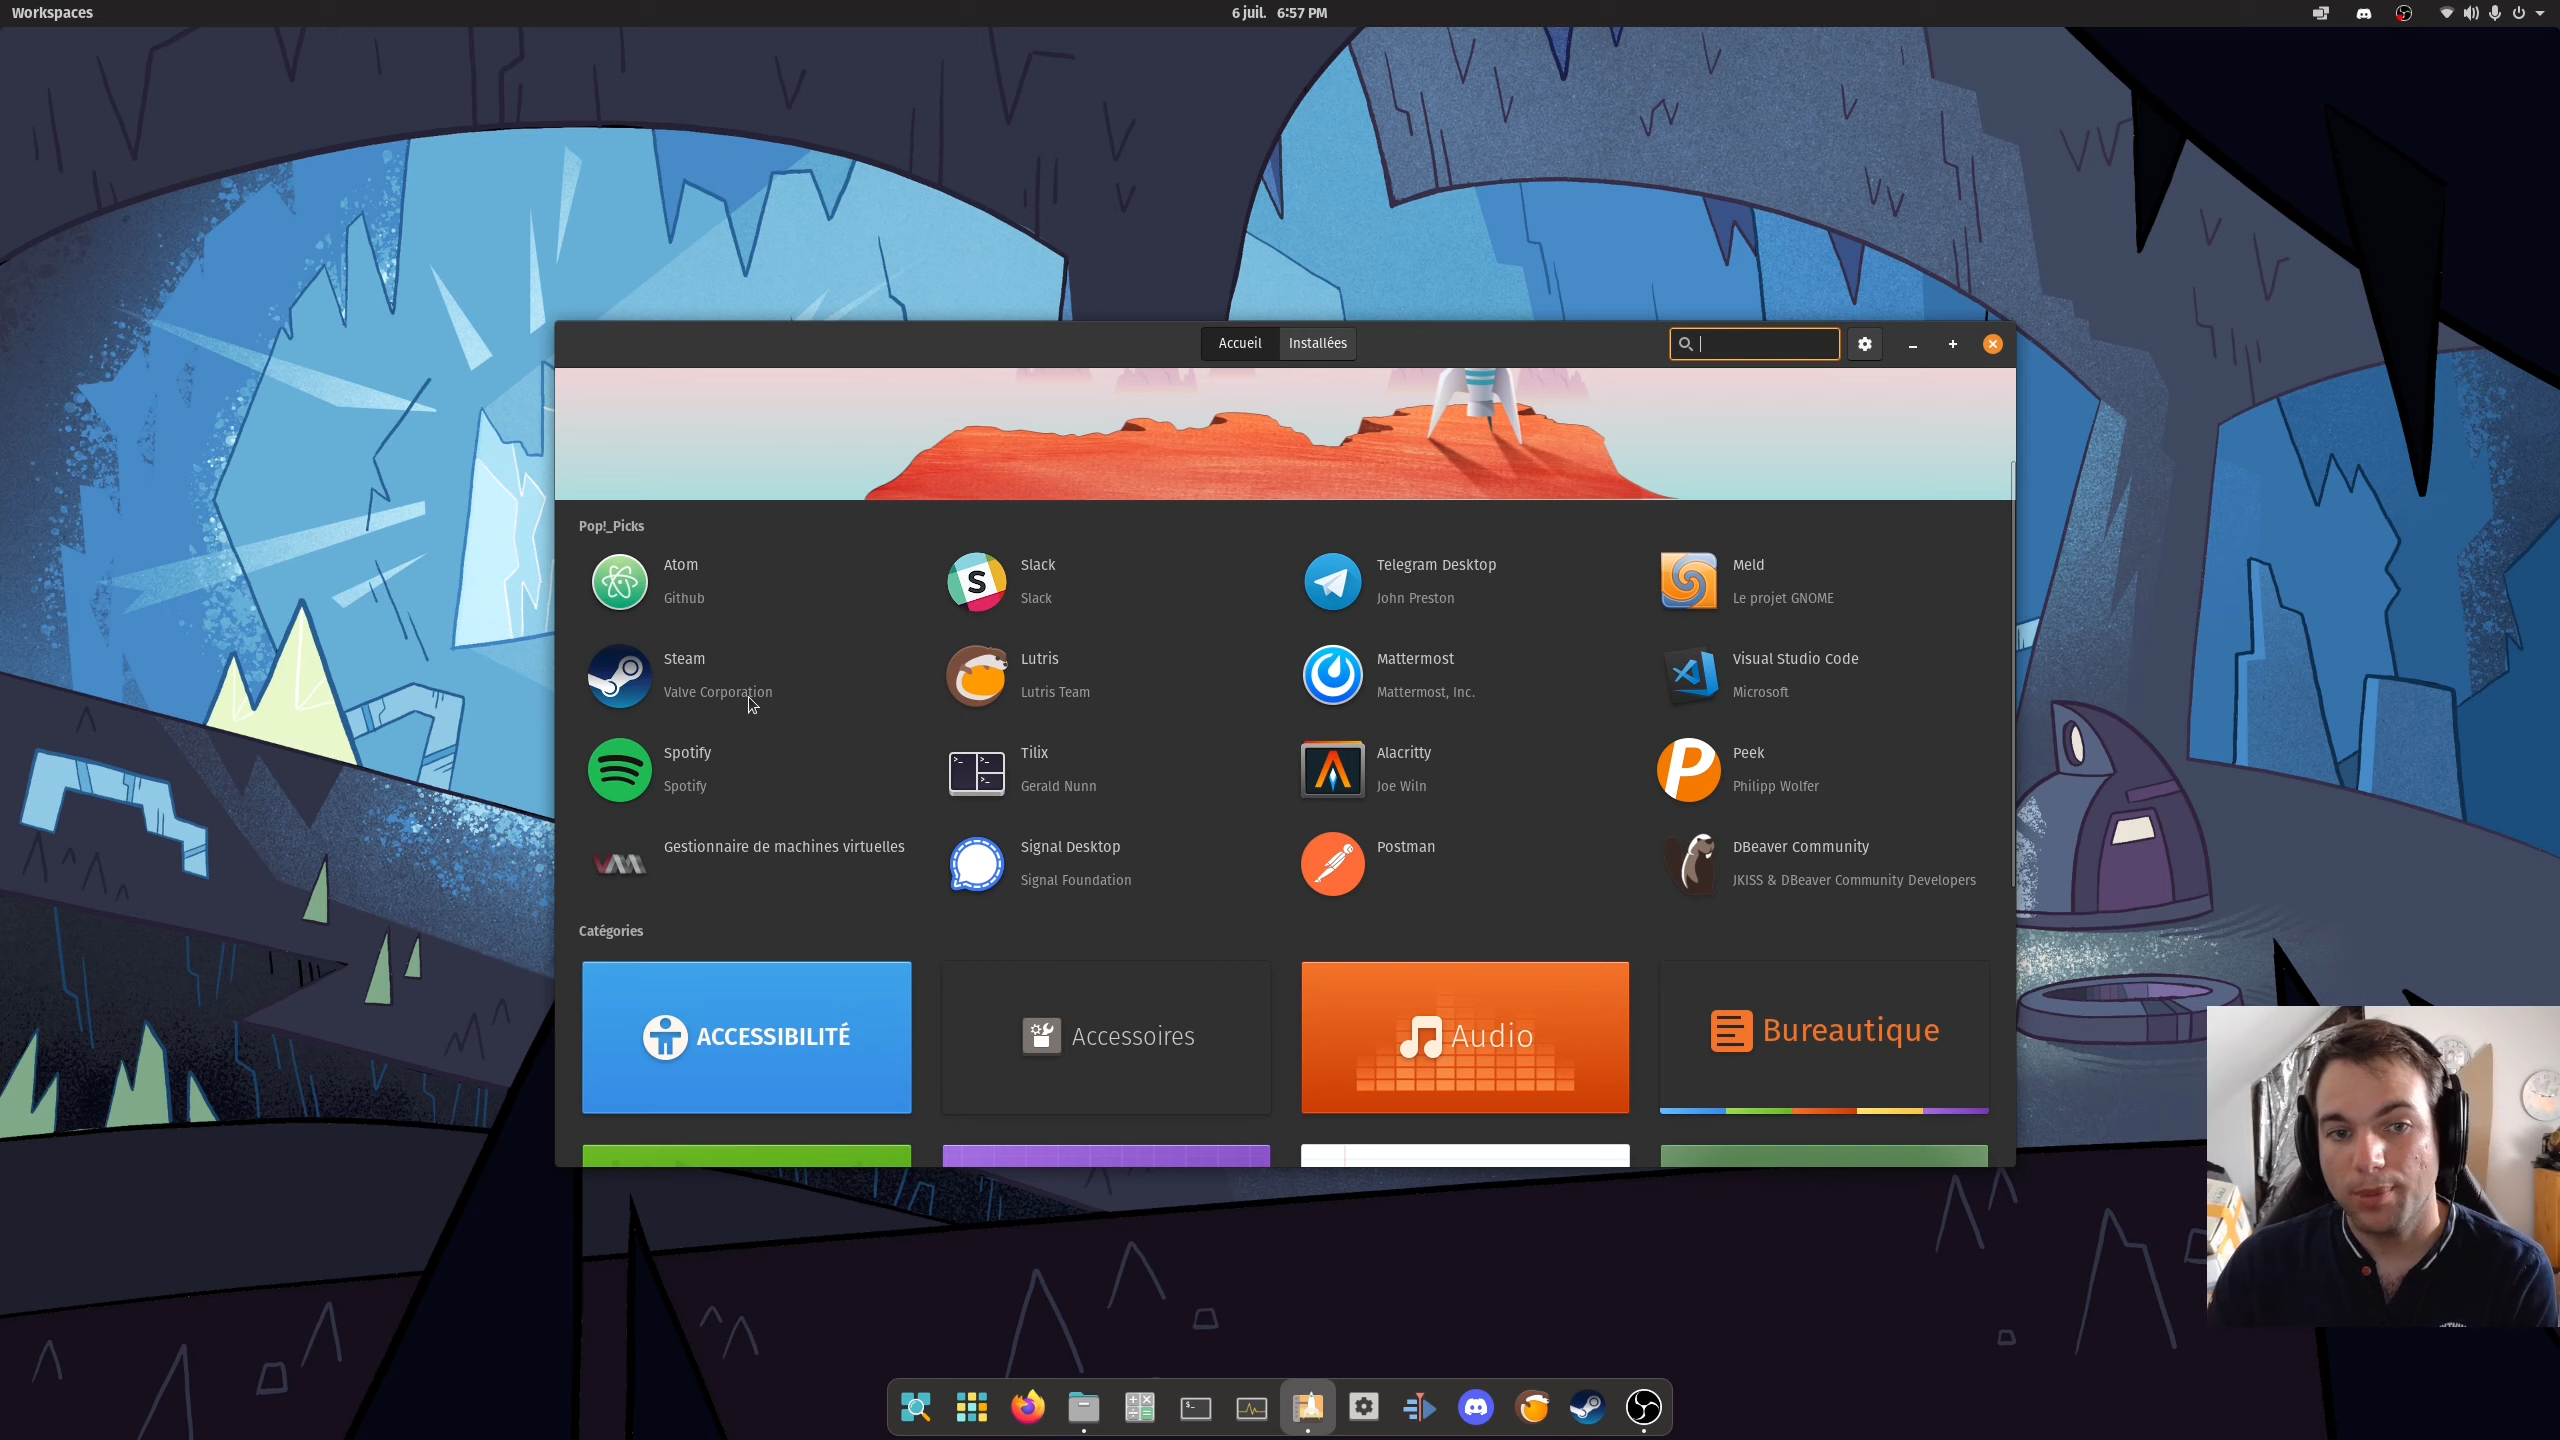 Workspaces
6 juil. 6:57 PM
Accueil
Installées
Pop!_Picks
Atom
Github
Slack
Slack
Telegram Desktop
John Preston
Meld
Le projet GNOME
Steam
Valve Corporation
Lutris
Lutris Team
Mattermost
Mattermost, Inc.
Visual Studio Code
Microsoft
Spotify
Spotify
Tilix
Gerald Nunn
Alacritty
Joe Wiln
Peek
Philipp Wolfer
Gestionnaire de machines virtuelles
Signal Desktop
Signal Foundation
Postman
DBeaver Community
JKISS & DBeaver Community Developers
Catégories
ACCESSIBILITÉ
Accessoires
Audio
Bureautique